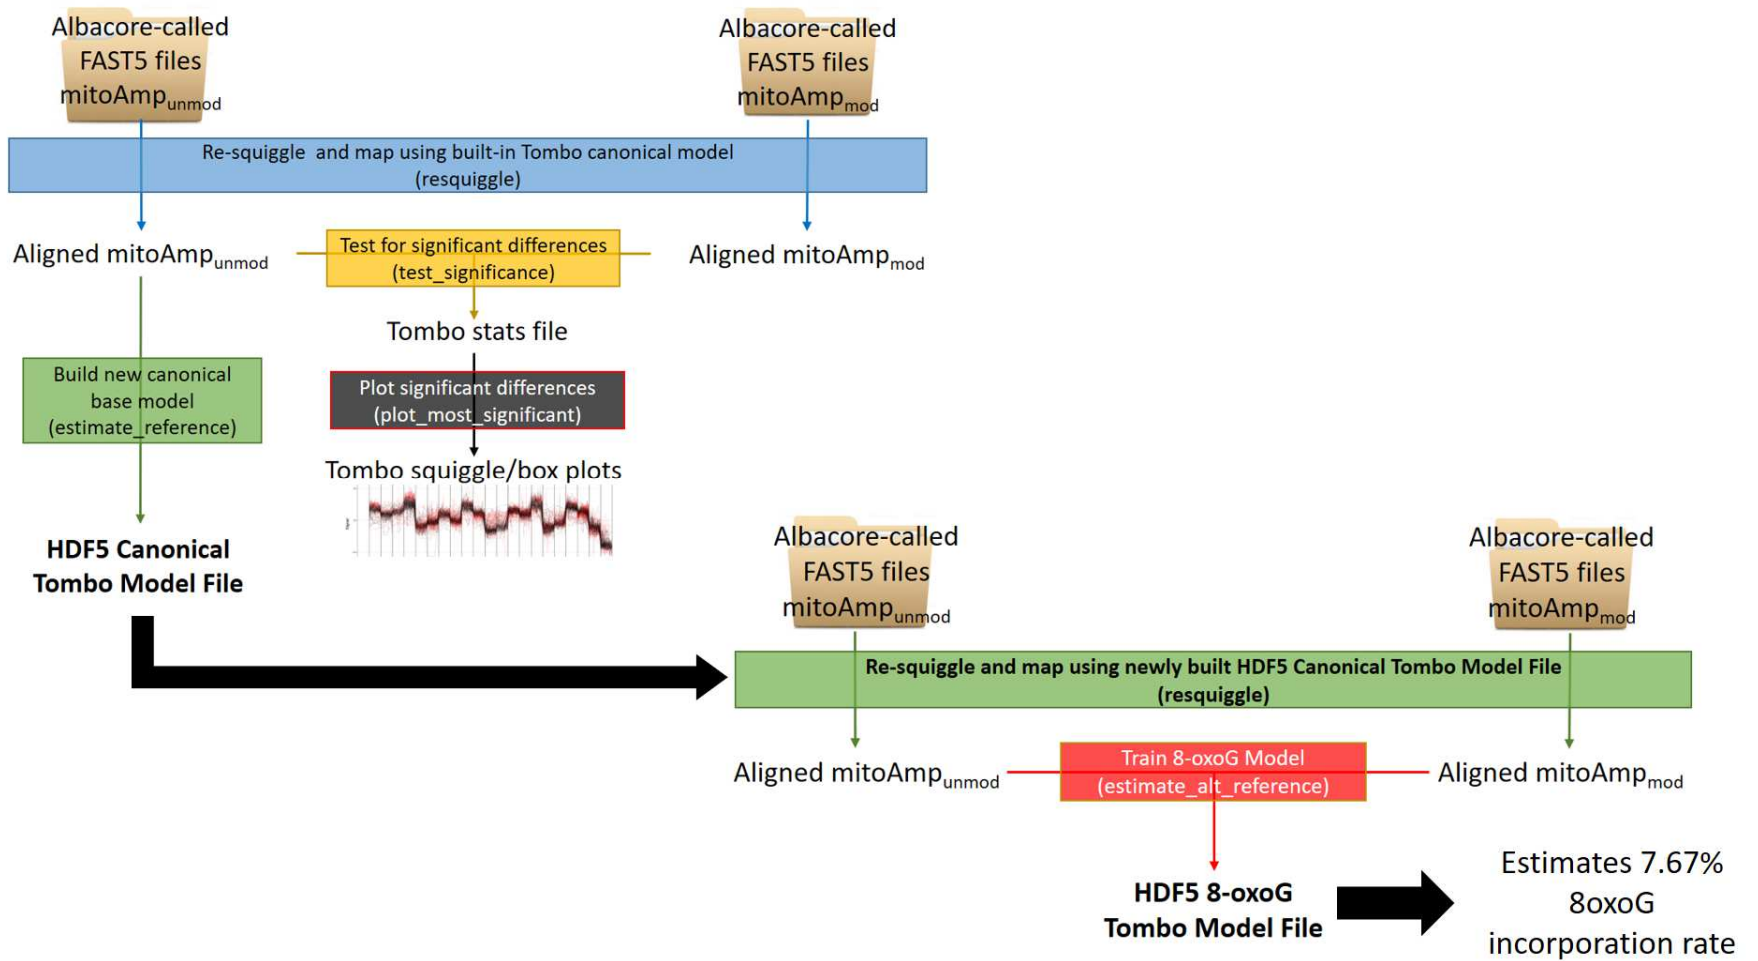 Albacore-called
FAST5 files
mitoAmpunmod
Albacore-called
FAST5 files
mitoAmpmod
Re-squiggle and map using built-in Tombo canonical model
(resquiggle)
Aligned mitoAmpunmod
Test for significant differences
(test_significance)
Aligned mitoAmpmod
Tombo stats file
Build new canonical
base model
(estimate_reference)
Plot significant differences
(plot_most_significant)
Tombo squiggle/box plots
HDF5 Canonical
Tombo Model File
Albacore-called
FAST5 files
mitoAmpunmod
Albacore-called
FAST5 files
mitoAmpmod
Re-squiggle and map using newly built HDF5 Canonical Tombo Model File
(resquiggle)
Aligned mitoAmpunmod
Train 8-oxoG Model
(estimate_alt_reference)
Aligned mitoAmpmod
HDF5 8-oxoG
Tombo Model File
Estimates 7.67%
8oxoG
incorporation rate